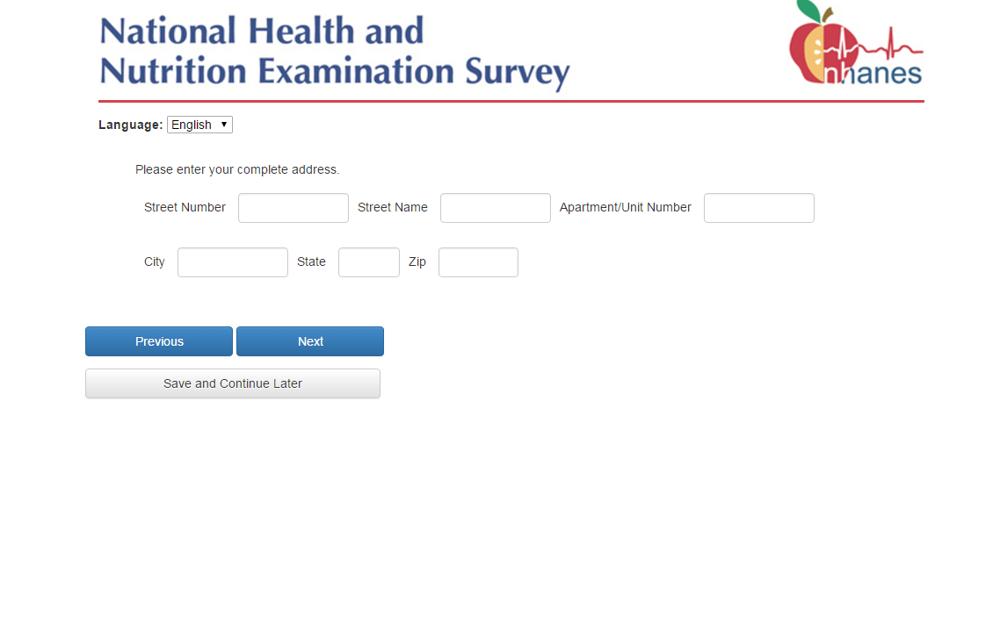 National Health and
Nutrition Examination Survey
nhanes
Language: English
Please enter your complete address.
Street Number Street Name Apartment/Unit Number
City State Zip
Previous Next
Save and Continue Later